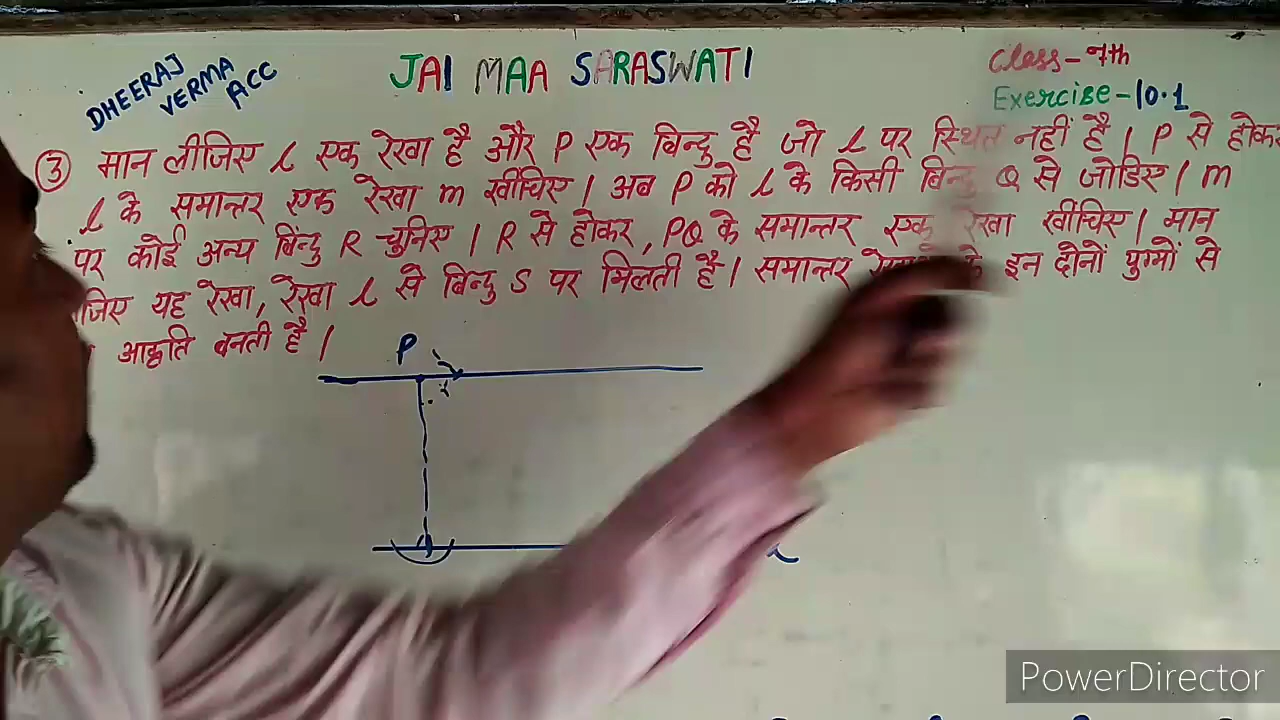 DHEERAJ
VERMA
ACC
JAI MAA SARASWATI
Class-7th
Exercise-10.1
③ मान लीजिए l एक रेखा है और P एक बिन्दु है जो l पर स्थित नहीं है। P से होकर
l के समान्तर एक रेखा m खींचिए। अब P को l के किसी बिन्दु Q से जोडिए। m
पर कोई अन्य बिंदु R चुनिए। R से होकर, PQ के समान्तर एक रेखा खींचिए। मान
जिए यह रेखा, रेखा l से बिन्दु S पर मिलती है। समान्तर के इन दोनों युग्मों से
आकृति बनती है।
P
l
PowerDirector